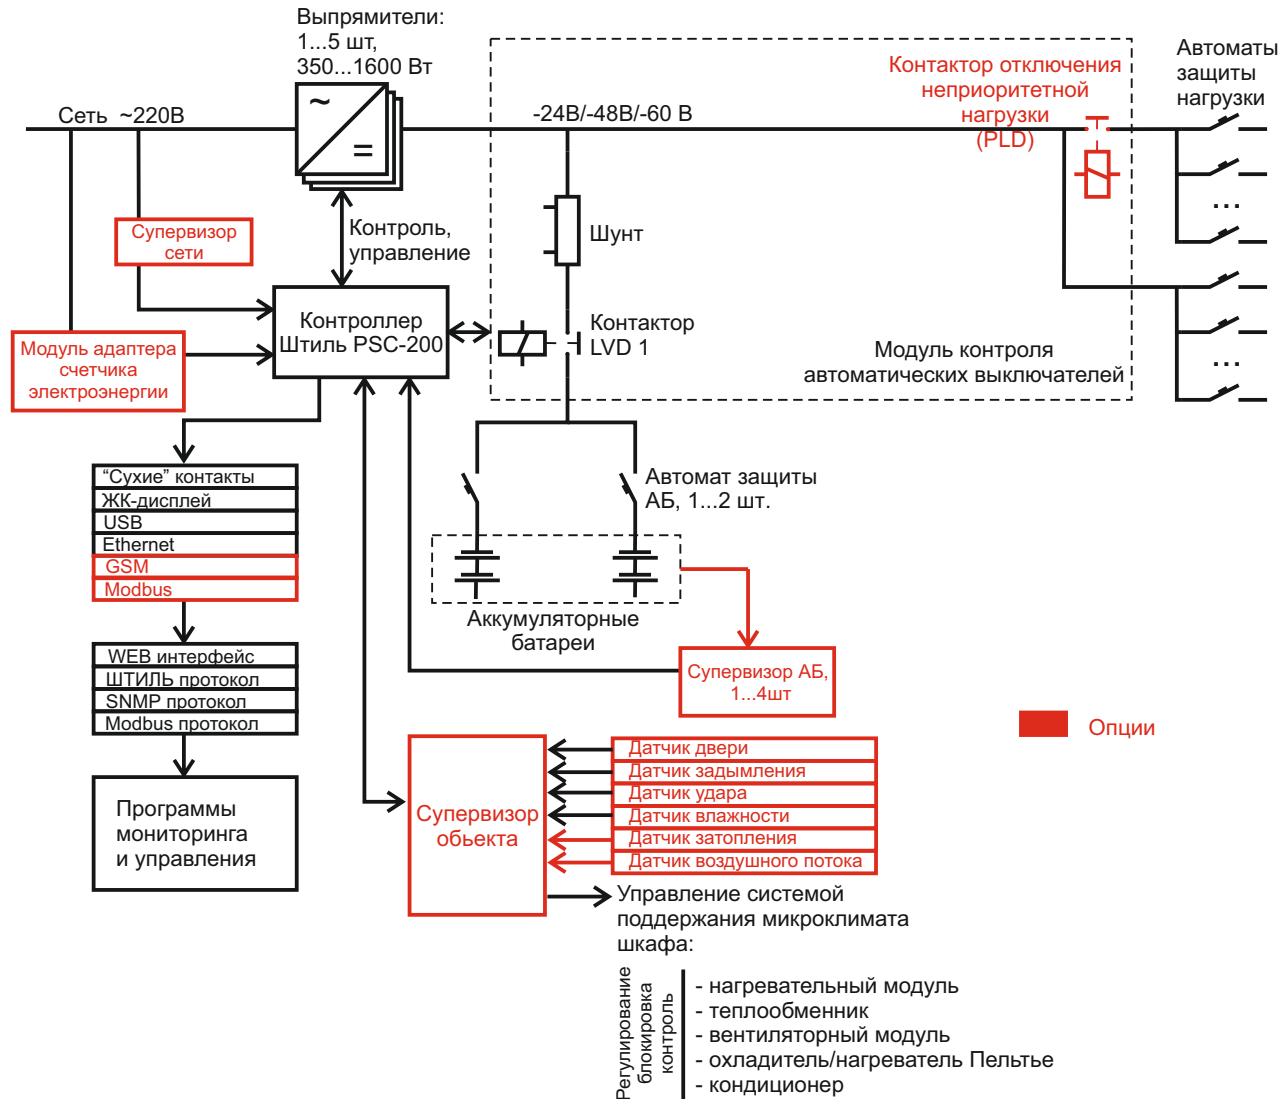 Выпрямители:
1...5 шт,
350...1600 Вт
Сеть ~220В
~
=
-24В/-48В/-60 В
Контактор отключения
неприоритетной
нагрузки
(PLD)
Автоматы
защиты
нагрузки
...
...
Супервизор
сети
Контроль,
управление
Шунт
Контроллер
Штиль PSC-200
Контактор
LVD 1
Модуль контроля
автоматических выключателей
Модуль адаптера
счетчика
электроэнергии
"Сухие" контакты
ЖК-дисплей
USB
Ethernet
GSM
Modbus
Автомат защиты
АБ, 1...2 шт.
Аккумуляторные
батареи
WEB интерфейс
ШТИЛЬ протокол
SNMP протокол
Modbus протокол
Супервизор АБ,
1...4шт
Опции
Программы
мониторинга
и управления
Супервизор
обьекта
Датчик двери
Датчик задымления
Датчик удара
Датчик влажности
Датчик затопления
Датчик воздушного потока
Управление системой
поддержания микроклимата
шкафа:
Регулирование
блокировка
контроль
- нагревательный модуль
- теплообменник
- вентиляторный модуль
- охладитель/нагреватель Пельтье
- кондиционер